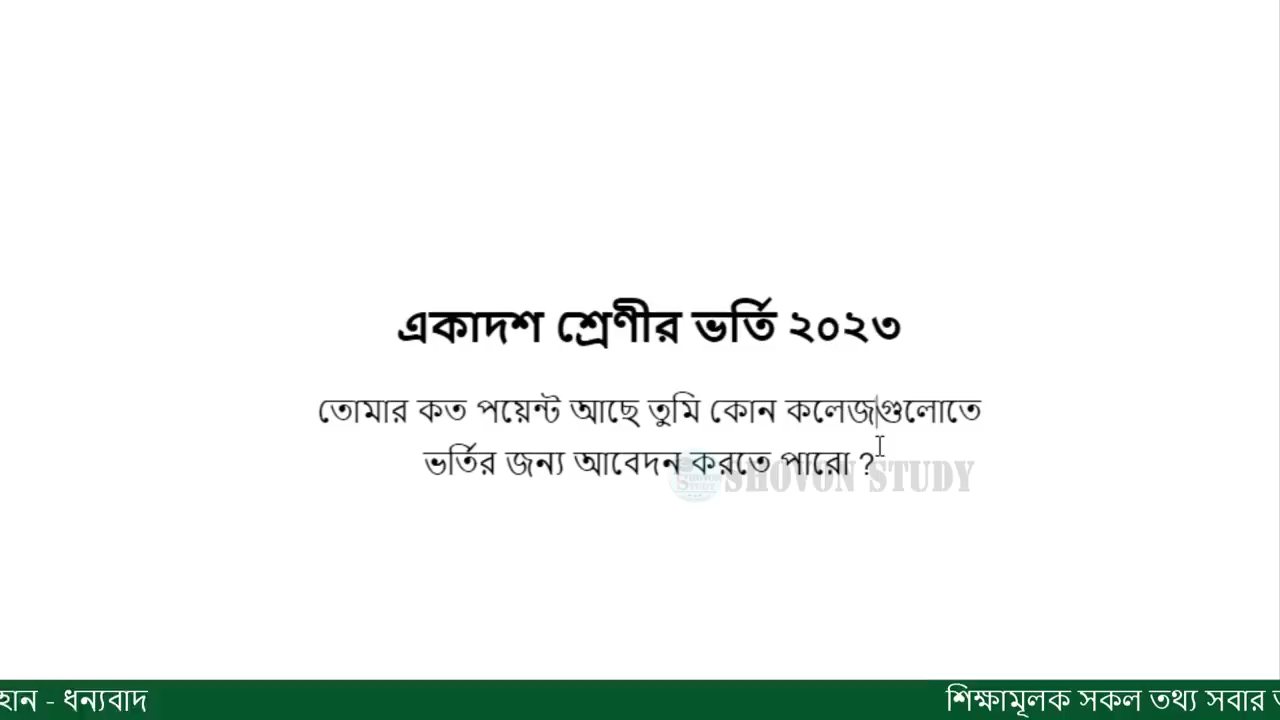 একাদশ শ্রেণীর ভর্তি ২০২৩
তোমার কত পয়েন্ট আছে তুমি কোন কলেজগুলোতে
ভর্তির জন্য আবেদন করতে পারো ?
SHOVON STUDY
হান - ধন্যবাদ
শিক্ষামূলক সকল তথ্য সবার